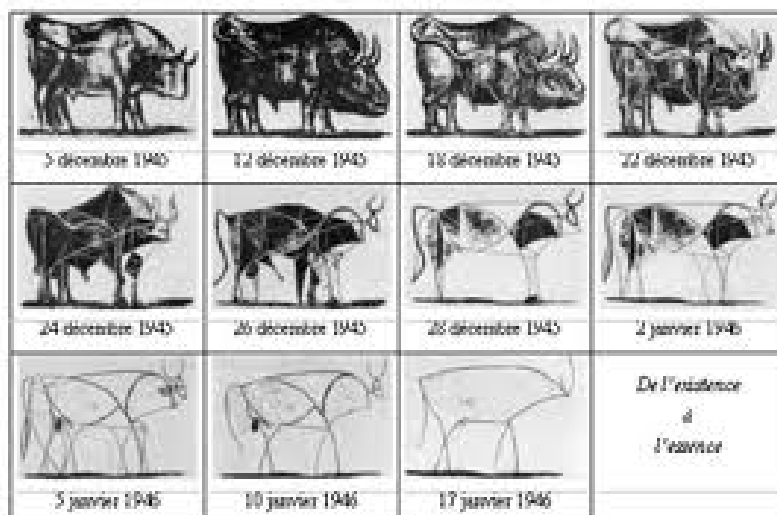 5 décembre 1945
12 décembre 1945
18 décembre 1945
22 décembre 1945
24 décembre 1945
26 décembre 1945
28 décembre 1945
2 janvier 1946
5 janvier 1946
10 janvier 1946
17 janvier 1946
De l'existence
à
l'essence